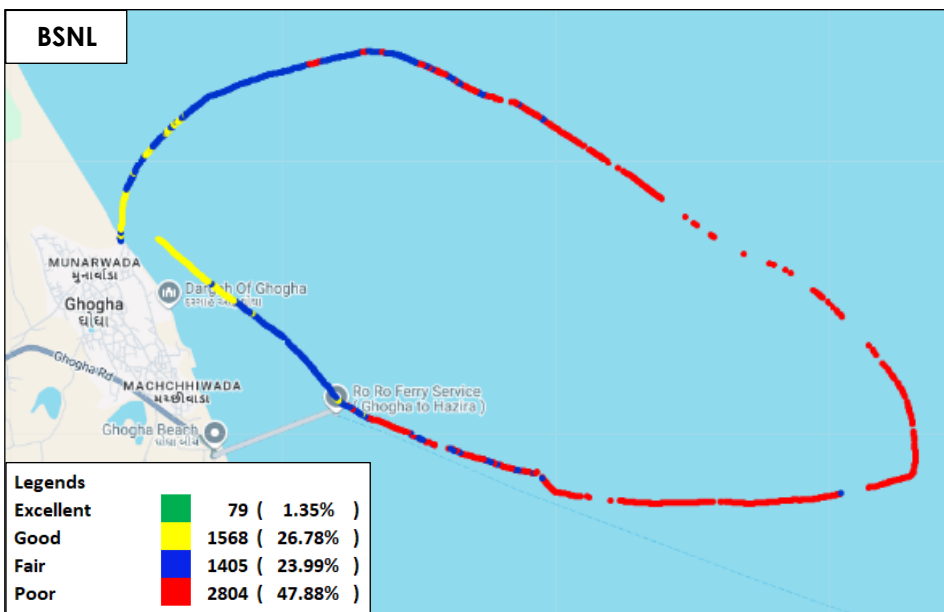 BSNL
MUNARWADA
મુનાર્વાડા
Ghogha
ઘોઘા
Dargah Of Ghogha
Ghogha Rd
MACHCHHIWADA
મચ્છીવાડા
Ghogha Beach
ઘોઘા બીચ
Ro Ro Ferry Service
( Ghogha to Hazira )
Legends
Excellent 79 ( 1.35% )
Good 1568 ( 26.78% )
Fair 1405 ( 23.99% )
Poor 2804 ( 47.88% )